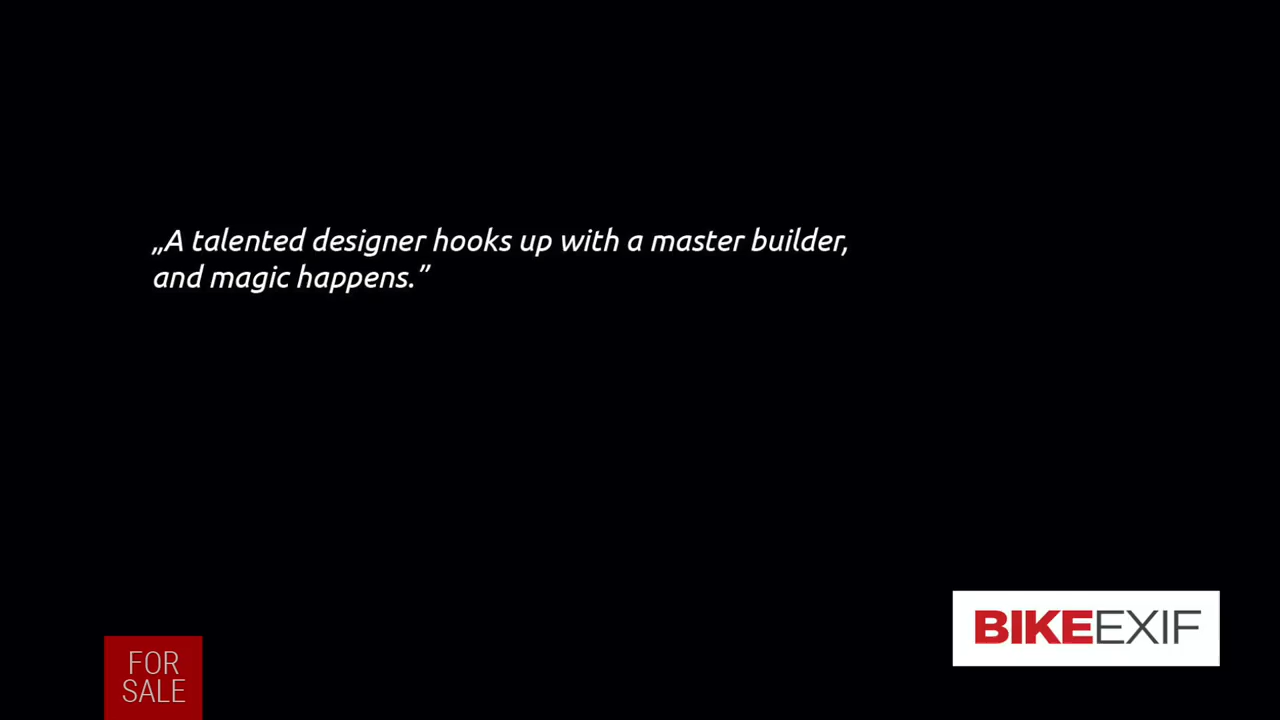 „A talented designer hooks up with a master builder,
and magic happens.”
BIKEEXIF
FOR
SALE